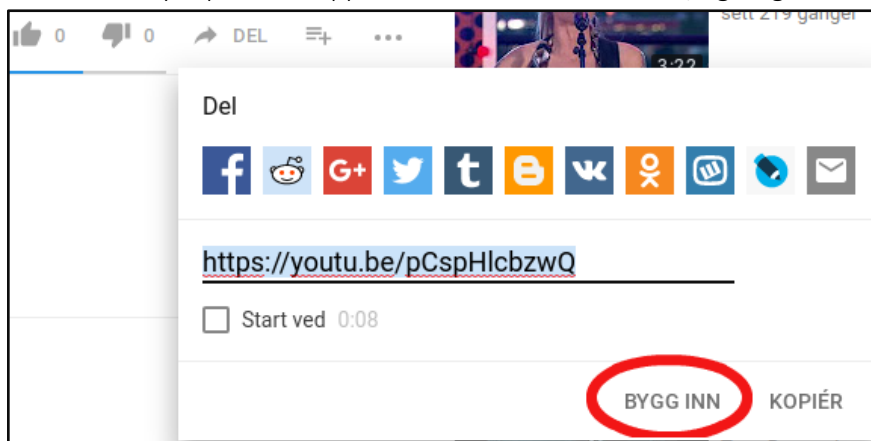 sett 219 ganger
0 0 DEL
3:22
Del
G+ t
https://youtu.be/pCspHlcbzwQ
Start ved 0:08
BYGG INN KOPIÉR